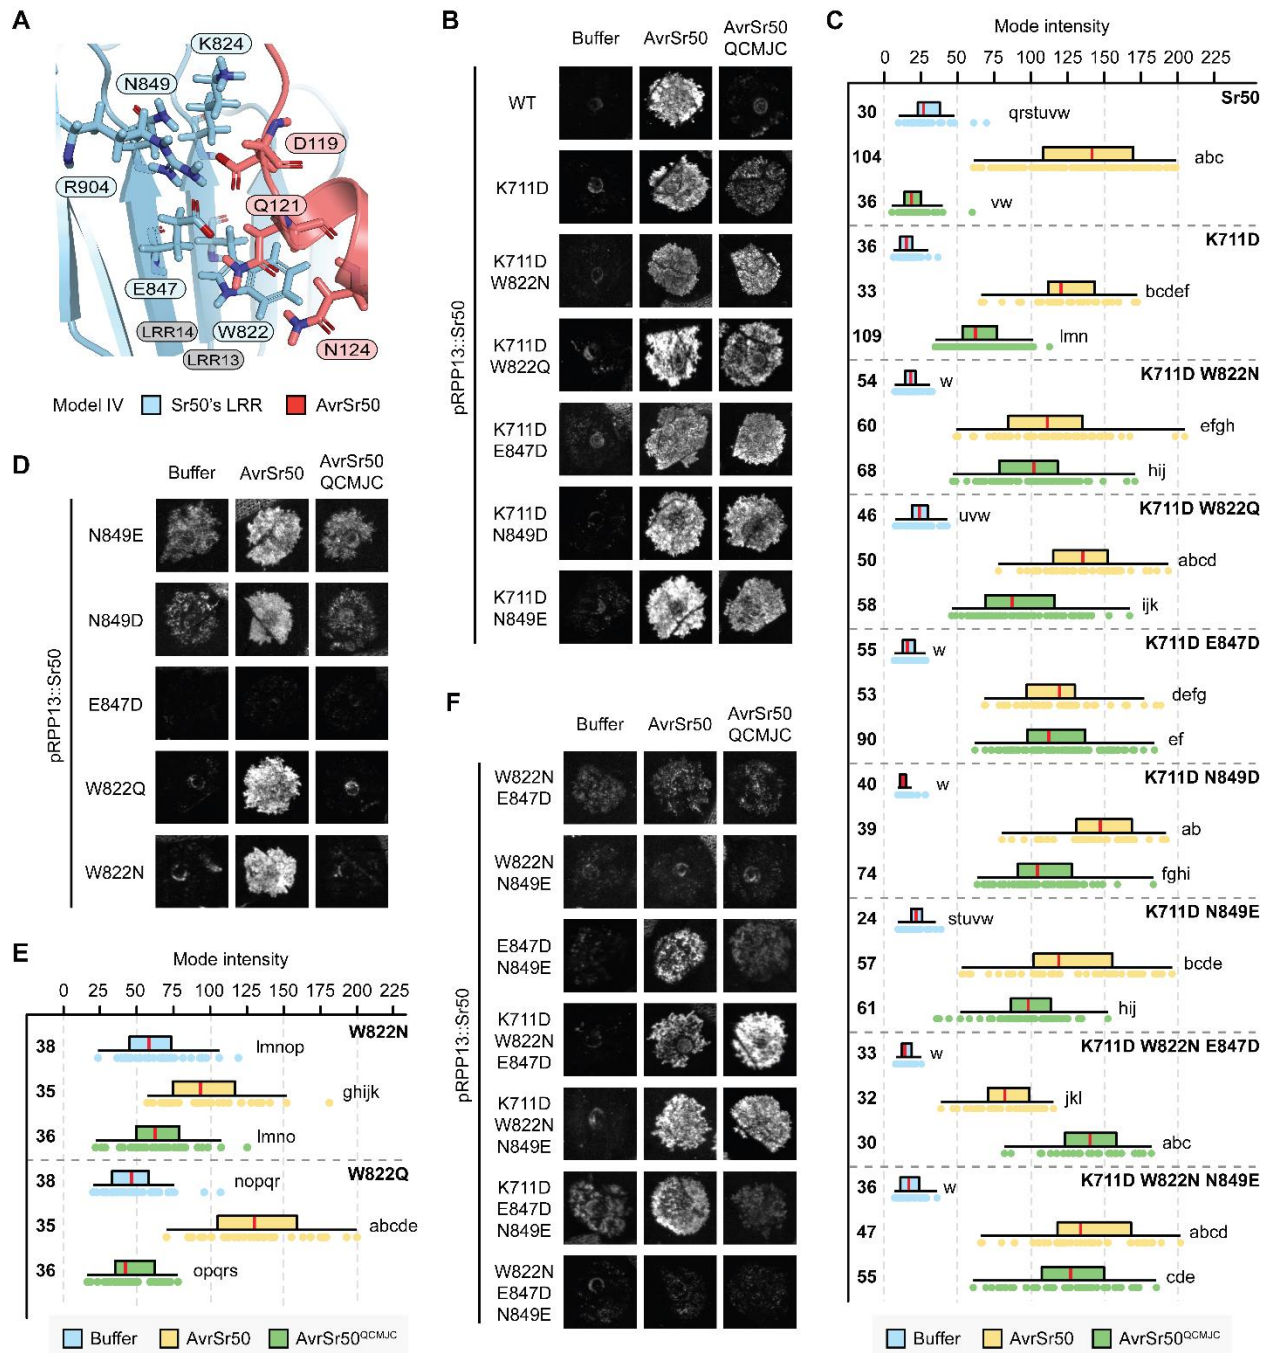 A
K824
N849
D119
R904
Q121
E847
LRR14
W822
LRR13
N124
Model IV
Sr50's LRR
AvrSr50
B
Buffer
AvrSr50
AvrSr50
QCMJC
pRPP13::Sr50
WT
K711D
K711D
W822N
K711D
W822Q
K711D
E847D
K711D
N849D
K711D
N849E
C
Mode intensity
0 25 50 75 100 125 150 175 200 225
Sr50
30 qrstuvw
104 abc
36 vw
K711D
36
33 bcdef
109 lmn
K711D W822N
54 w
60 efgh
68 hij
K711D W822Q
46 uvw
50 abcd
58 ijk
K711D E847D
55 w
53 defg
90 ef
K711D N849D
40 w
39 ab
74 fghi
K711D N849E
24 stuvw
57 bcde
61 hij
K711D W822N E847D
33 w
32 jkl
30 abc
K711D W822N N849E
36 w
47 abcd
55 cde
Buffer AvrSr50 AvrSr50QCMJC
D
Buffer
AvrSr50
AvrSr50
QCMJC
pRPP13::Sr50
N849E
N849D
E847D
W822Q
W822N
E
Mode intensity
0 25 50 75 100 125 150 175 200 225
W822N
38 lmnop
35 ghijk
36 lmno
W822Q
38 nopqr
35 abcde
36 opqrs
Buffer AvrSr50 AvrSr50QCMJC
F
Buffer
AvrSr50
AvrSr50
QCMJC
pRPP13::Sr50
W822N
E847D
W822N
N849E
E847D
N849E
K711D
W822N
E847D
K711D
W822N
N849E
K711D
E847D
N849E
W822N
E847D
N849E